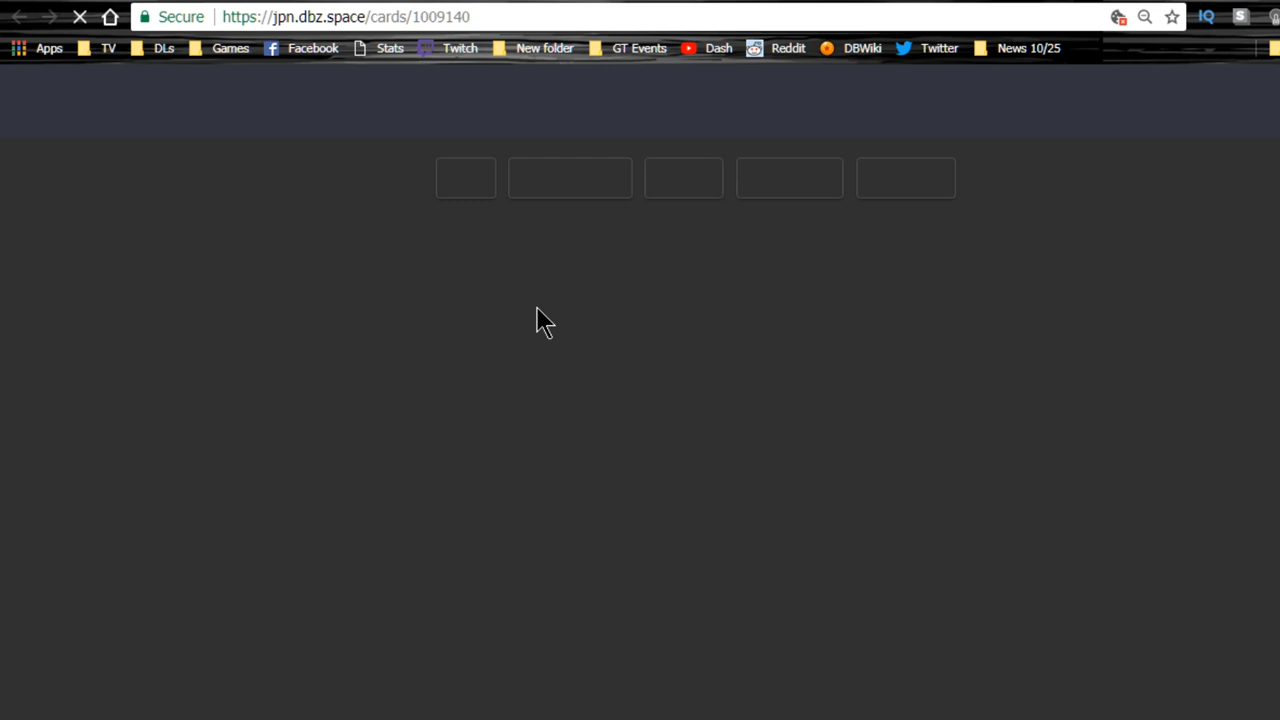 Secure https://jpn.dbz.space/cards/1009140 IQ S
Apps TV DLs Games Facebook Stats Twitch New folder GT Events Dash Reddit DBWiki Twitter News 10/25